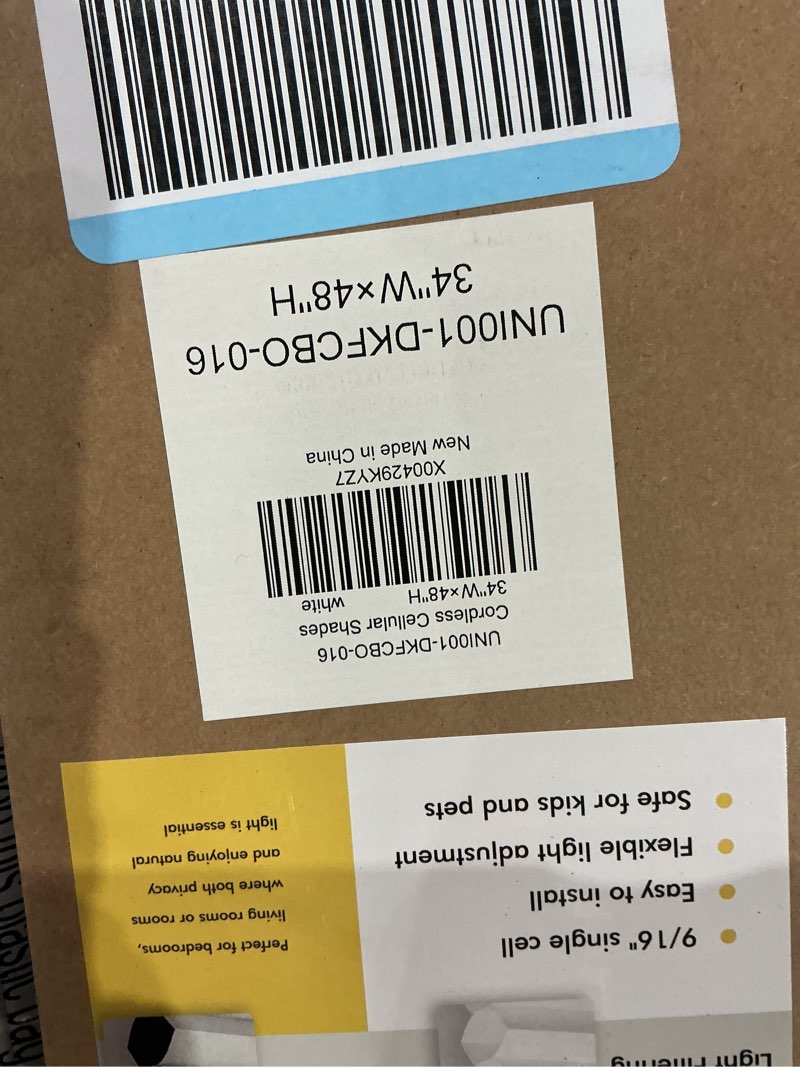 Light Filtering
9/16" single cell
Easy to install
Flexible light adjustment
Safe for kids and pets
Perfect for bedrooms,
living rooms or rooms
where both privacy
and enjoying natural
light is essential
UNI001-DKFCBO-016
Cordless Cellular Shades
34"W×48"H white
X00429KYZ7
New Made in China
UNI001-DKFCBO-016
34"W×48"H